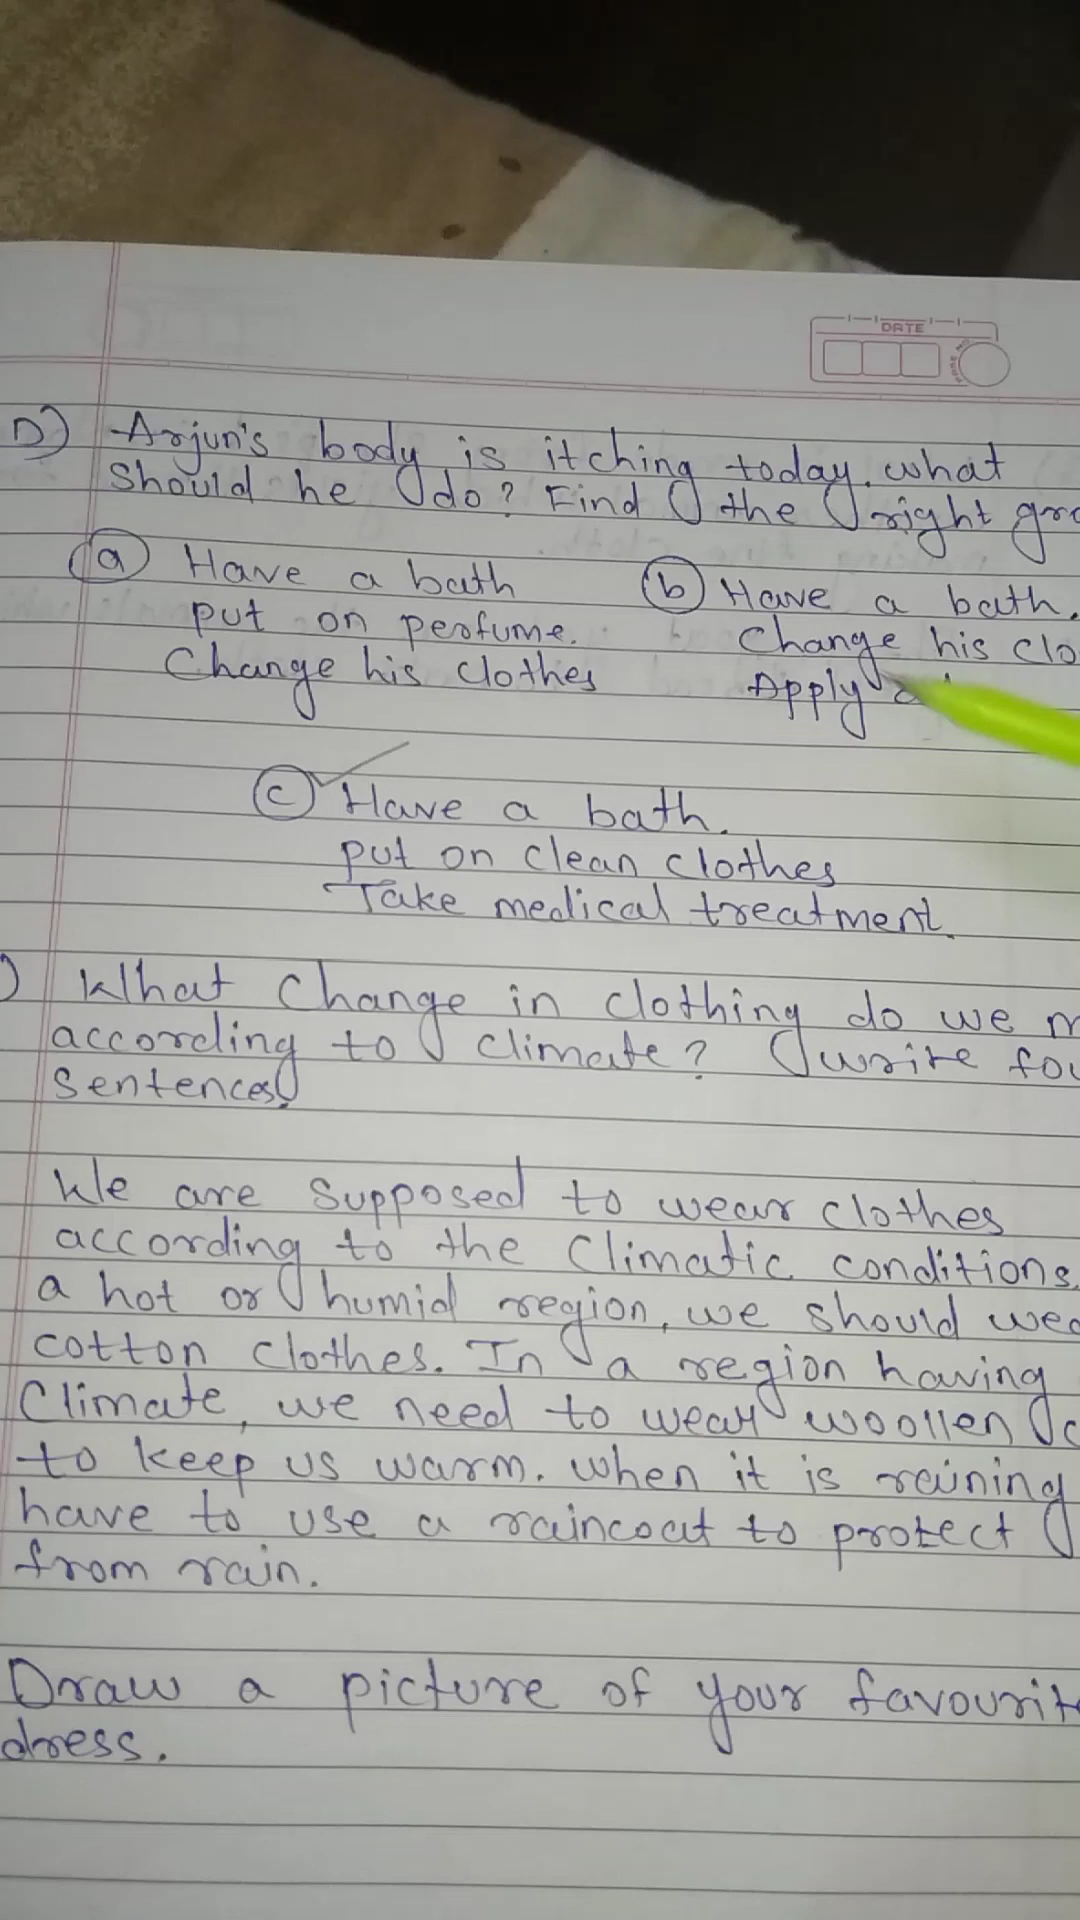 DATE
PAGE NO
D) Arjun's body is itching today. what
Should he do? Find the right
(a) Have a bath
put on perfume.
Change his clothes
(b) Have a bath.
Change his
Apply
(c) Have a bath.
put on clean clothes
Take medical treatment.
) What Change in clothing do we
according to climate? write
Sentences.
We are supposed to wear clothes
according to the Climatic conditions.
a hot or humid region, we should
cotton clothes. In a region having
Climate, we need to wear woollen
to keep us warm. when it is raining
have to use a raincoat to protect
from rain.
Draw a picture of your
dress.